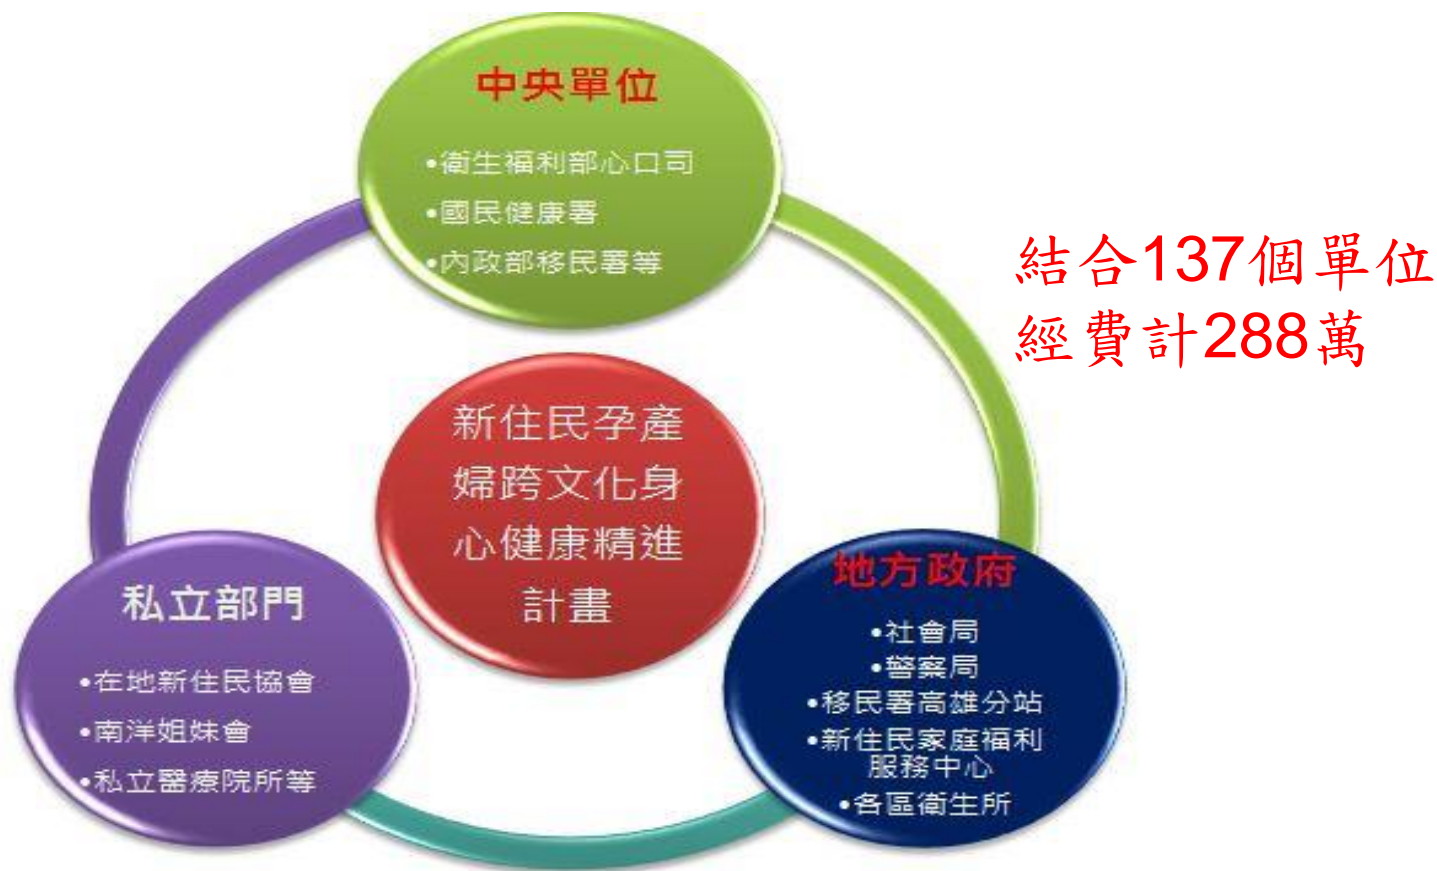 中央單位
•衛生福利部心口司
•國民健康署
•內政部移民署等
結合137個單位
經費計288萬
新住民孕產
婦跨文化身
心健康精進
計畫
私立部門
•在地新住民協會
•南洋姐妹會
•私立醫療院所等
地方政府
•社會局
•警察局
•移民署高雄分站
•新住民家庭福利
服務中心
•各區衛生所